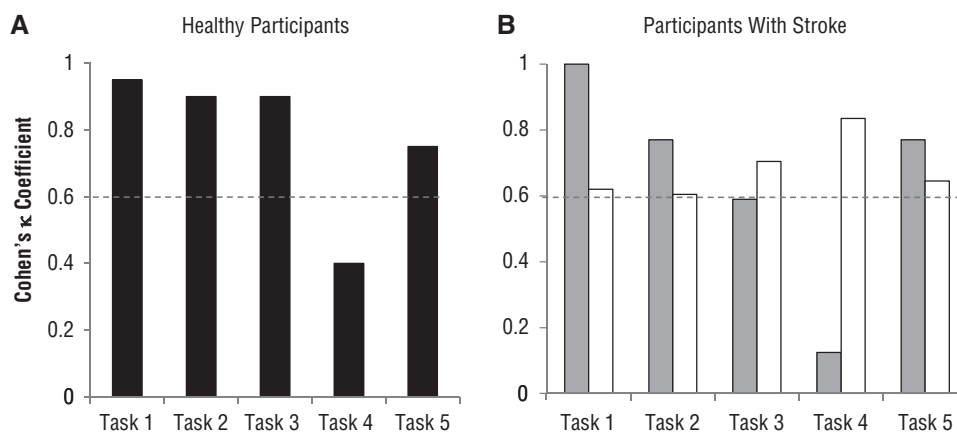 A
Healthy Participants
Cohen's κ Coefficient
1
0.8
0.6
0.4
0.2
0
Task 1 Task 2 Task 3 Task 4 Task 5
B
Participants With Stroke
1
0.8
0.6
0.4
0.2
0
Task 1 Task 2 Task 3 Task 4 Task 5